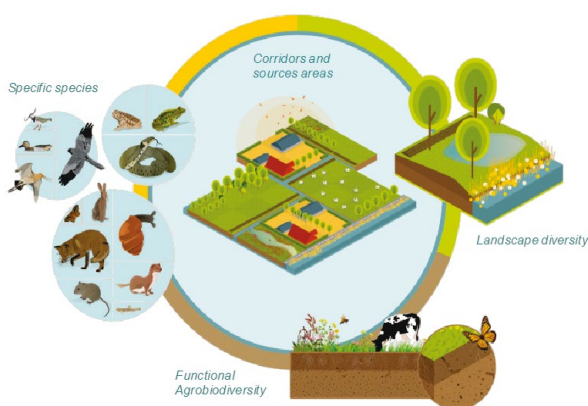 Corridors and
sources areas
Specific species
Landscape diversity
Functional
Agrobiodiversity